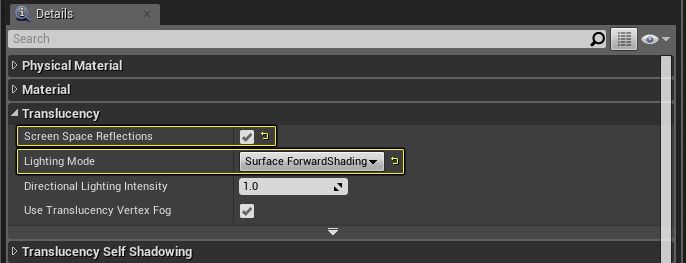 Details
Search
Physical Material
Material
Translucency
Screen Space Reflections
Lighting Mode Surface ForwardShading
Directional Lighting Intensity 1.0
Use Translucency Vertex Fog
Translucency Self Shadowing